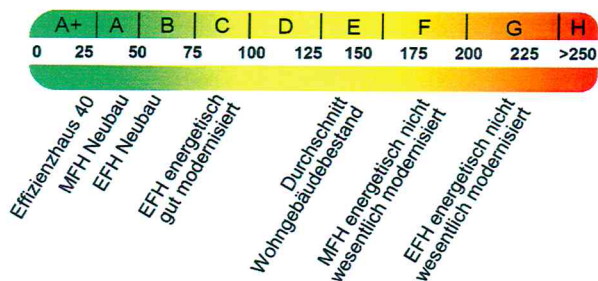 A+ A B C D E F G H
0 25 50 75 100 125 150 175 200 225 >250
Effizienzhaus 40
MFH Neubau
EFH Neubau
EFH energetisch
gut modernisiert
Durchschnitt
Wohngebäudebestand
MFH energetisch nicht
wesentlich modernisiert
EFH energetisch nicht
wesentlich modernisiert